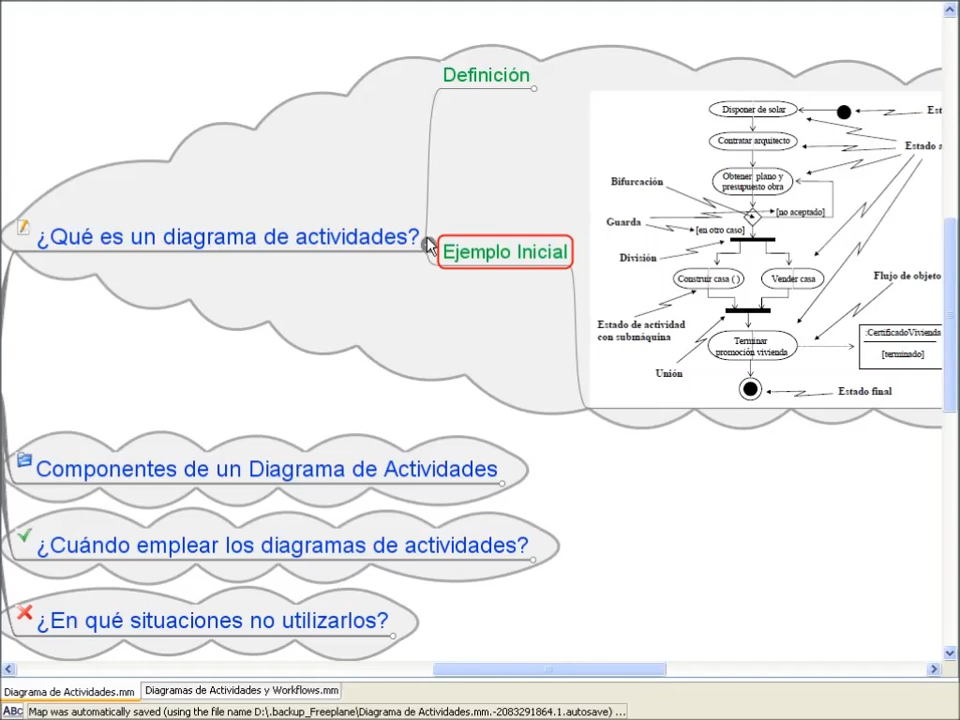 Definición
Disponer de solar
Contratar arquitecto
Obtener plano y
presupuesto obra
Bifurcación
[no aceptado]
Guarda
[en otro caso]
División
Construir casa ( )
Vender casa
Flujo de objeto
Estado de actividad
con submáquina
:CertificadoVivienda
[terminado]
Terminar
promoción vivienda
Unión
Estado final
Est
Estado a
¿Qué es un diagrama de actividades?
Ejemplo Inicial
Componentes de un Diagrama de Actividades
¿Cuándo emplear los diagramas de actividades?
¿En qué situaciones no utilizarlos?
Diagrama de Actividades.mm
Diagramas de Actividades y Workflows.mm
ABC
Map was automatically saved (using the file name D:\.backup_Freeplane\Diagrama de Actividades.mm.-2083291864.1.autosave) ...